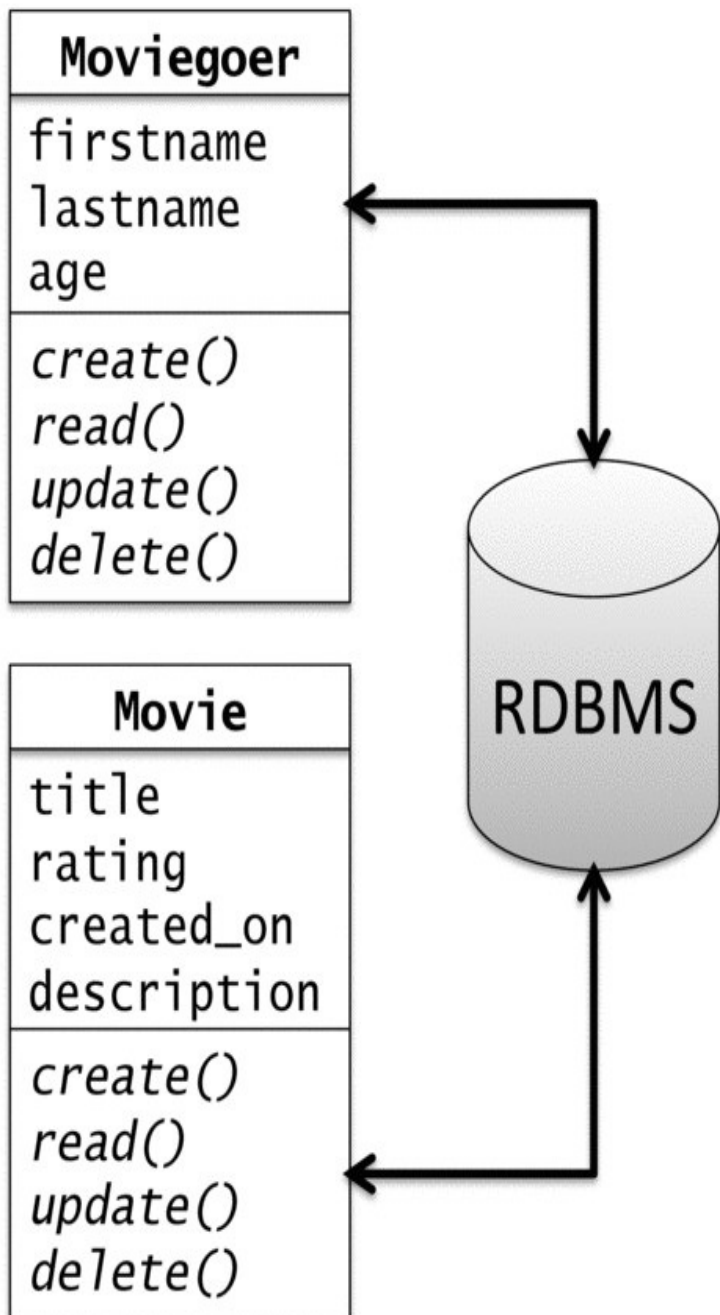 Moviegoer
firstname
lastname
age
create()
read()
update()
delete()
RDBMS
Movie
title
rating
created_on
description
create()
read()
update()
delete()